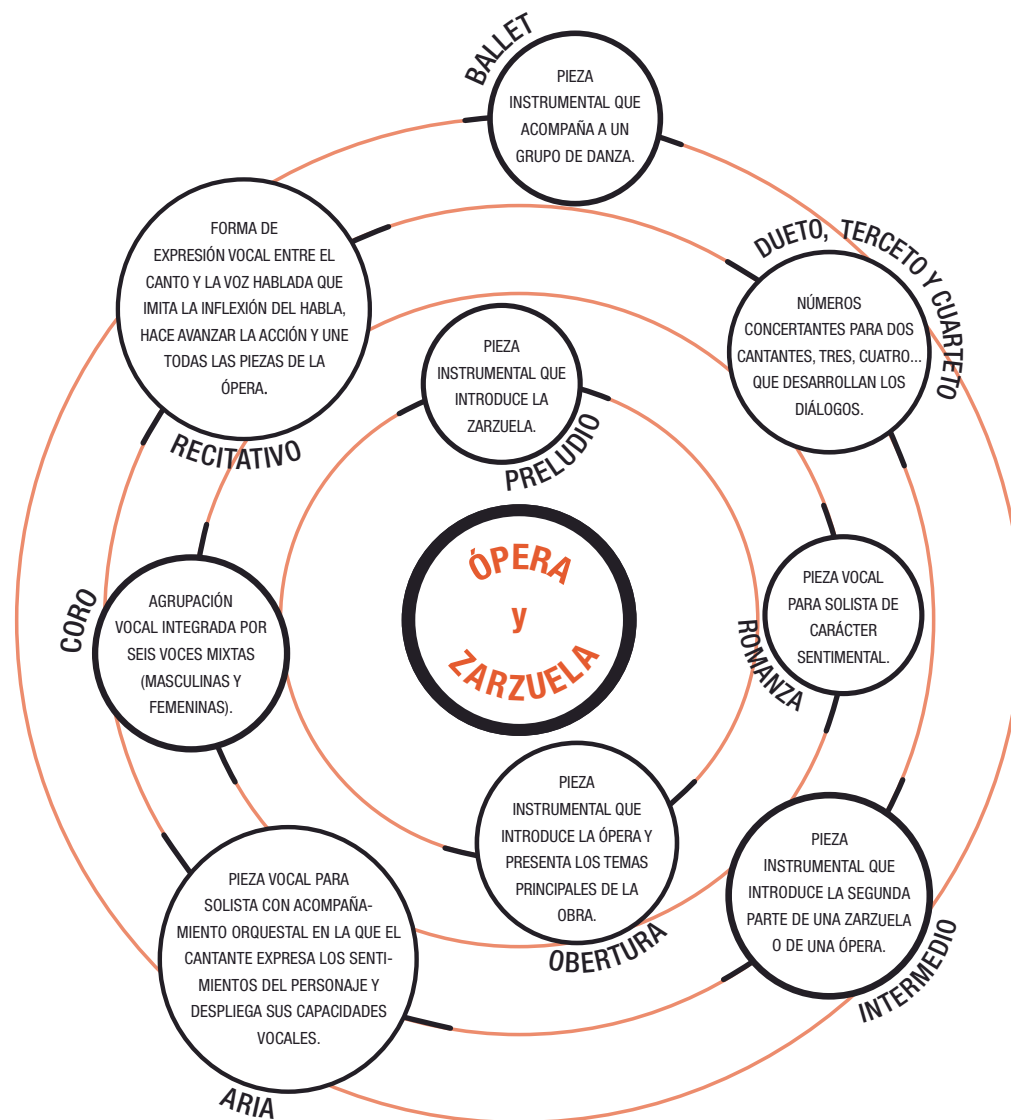 BALLET
PIEZA
INSTRUMENTAL QUE
ACOMPAÑA A UN
GRUPO DE DANZA.
FORMA DE
EXPRESIÓN VOCAL ENTRE EL
CANTO Y LA VOZ HABLADA QUE
IMITA LA INFLEXIÓN DEL HABLA,
HACE AVANZAR LA ACCIÓN Y UNE
TODAS LAS PIEZAS DE LA
ÓPERA.
RECITATIVO
DUETO, TERCETO Y CUARTETO
NÚMEROS
CONCERTANTES PARA DOS
CANTANTES, TRES, CUATRO...
QUE DESARROLLAN LOS
DIÁLOGOS.
PIEZA
INSTRUMENTAL QUE
INTRODUCE LA
ZARZUELA.
PRELUDIO
ÓPERA
y
ZARZUELA
CORO
AGRUPACIÓN
VOCAL INTEGRADA POR
SEIS VOCES MIXTAS
(MASCULINAS Y
FEMENINAS).
PIEZA VOCAL
PARA SOLISTA DE
CARÁCTER
SENTIMENTAL.
ROMANZA
PIEZA
INSTRUMENTAL QUE
INTRODUCE LA ÓPERA Y
PRESENTA LOS TEMAS
PRINCIPALES DE LA
OBRA.
OBERTURA
PIEZA
INSTRUMENTAL QUE
INTRODUCE LA SEGUNDA
PARTE DE UNA ZARZUELA
O DE UNA ÓPERA.
INTERMEDIO
PIEZA VOCAL PARA
SOLISTA CON ACOMPAÑA-
MIENTO ORQUESTAL EN LA QUE EL
CANTANTE EXPRESA LOS SENTI-
MIENTOS DEL PERSONAJE Y
DESPLIEGA SUS CAPACIDADES
VOCALES.
ARIA